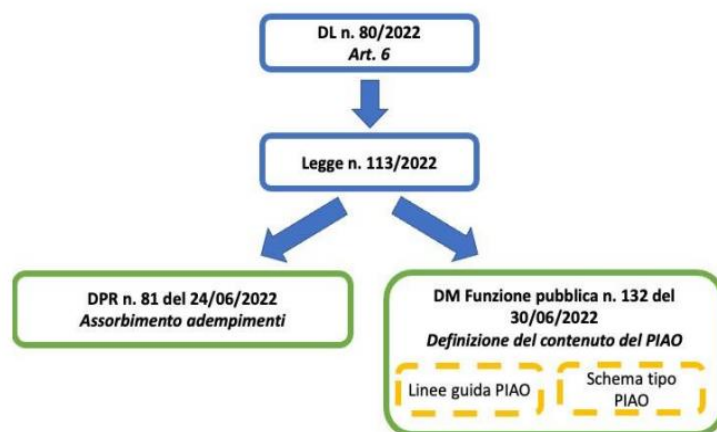 DL n. 80/2022
Art. 6
Legge n. 113/2022
DPR n. 81 del 24/06/2022
Assorbimento adempimenti
DM Funzione pubblica n. 132 del
30/06/2022
Definizione del contenuto del PIAO
Linee guida PIAO
Schema tipo
PIAO